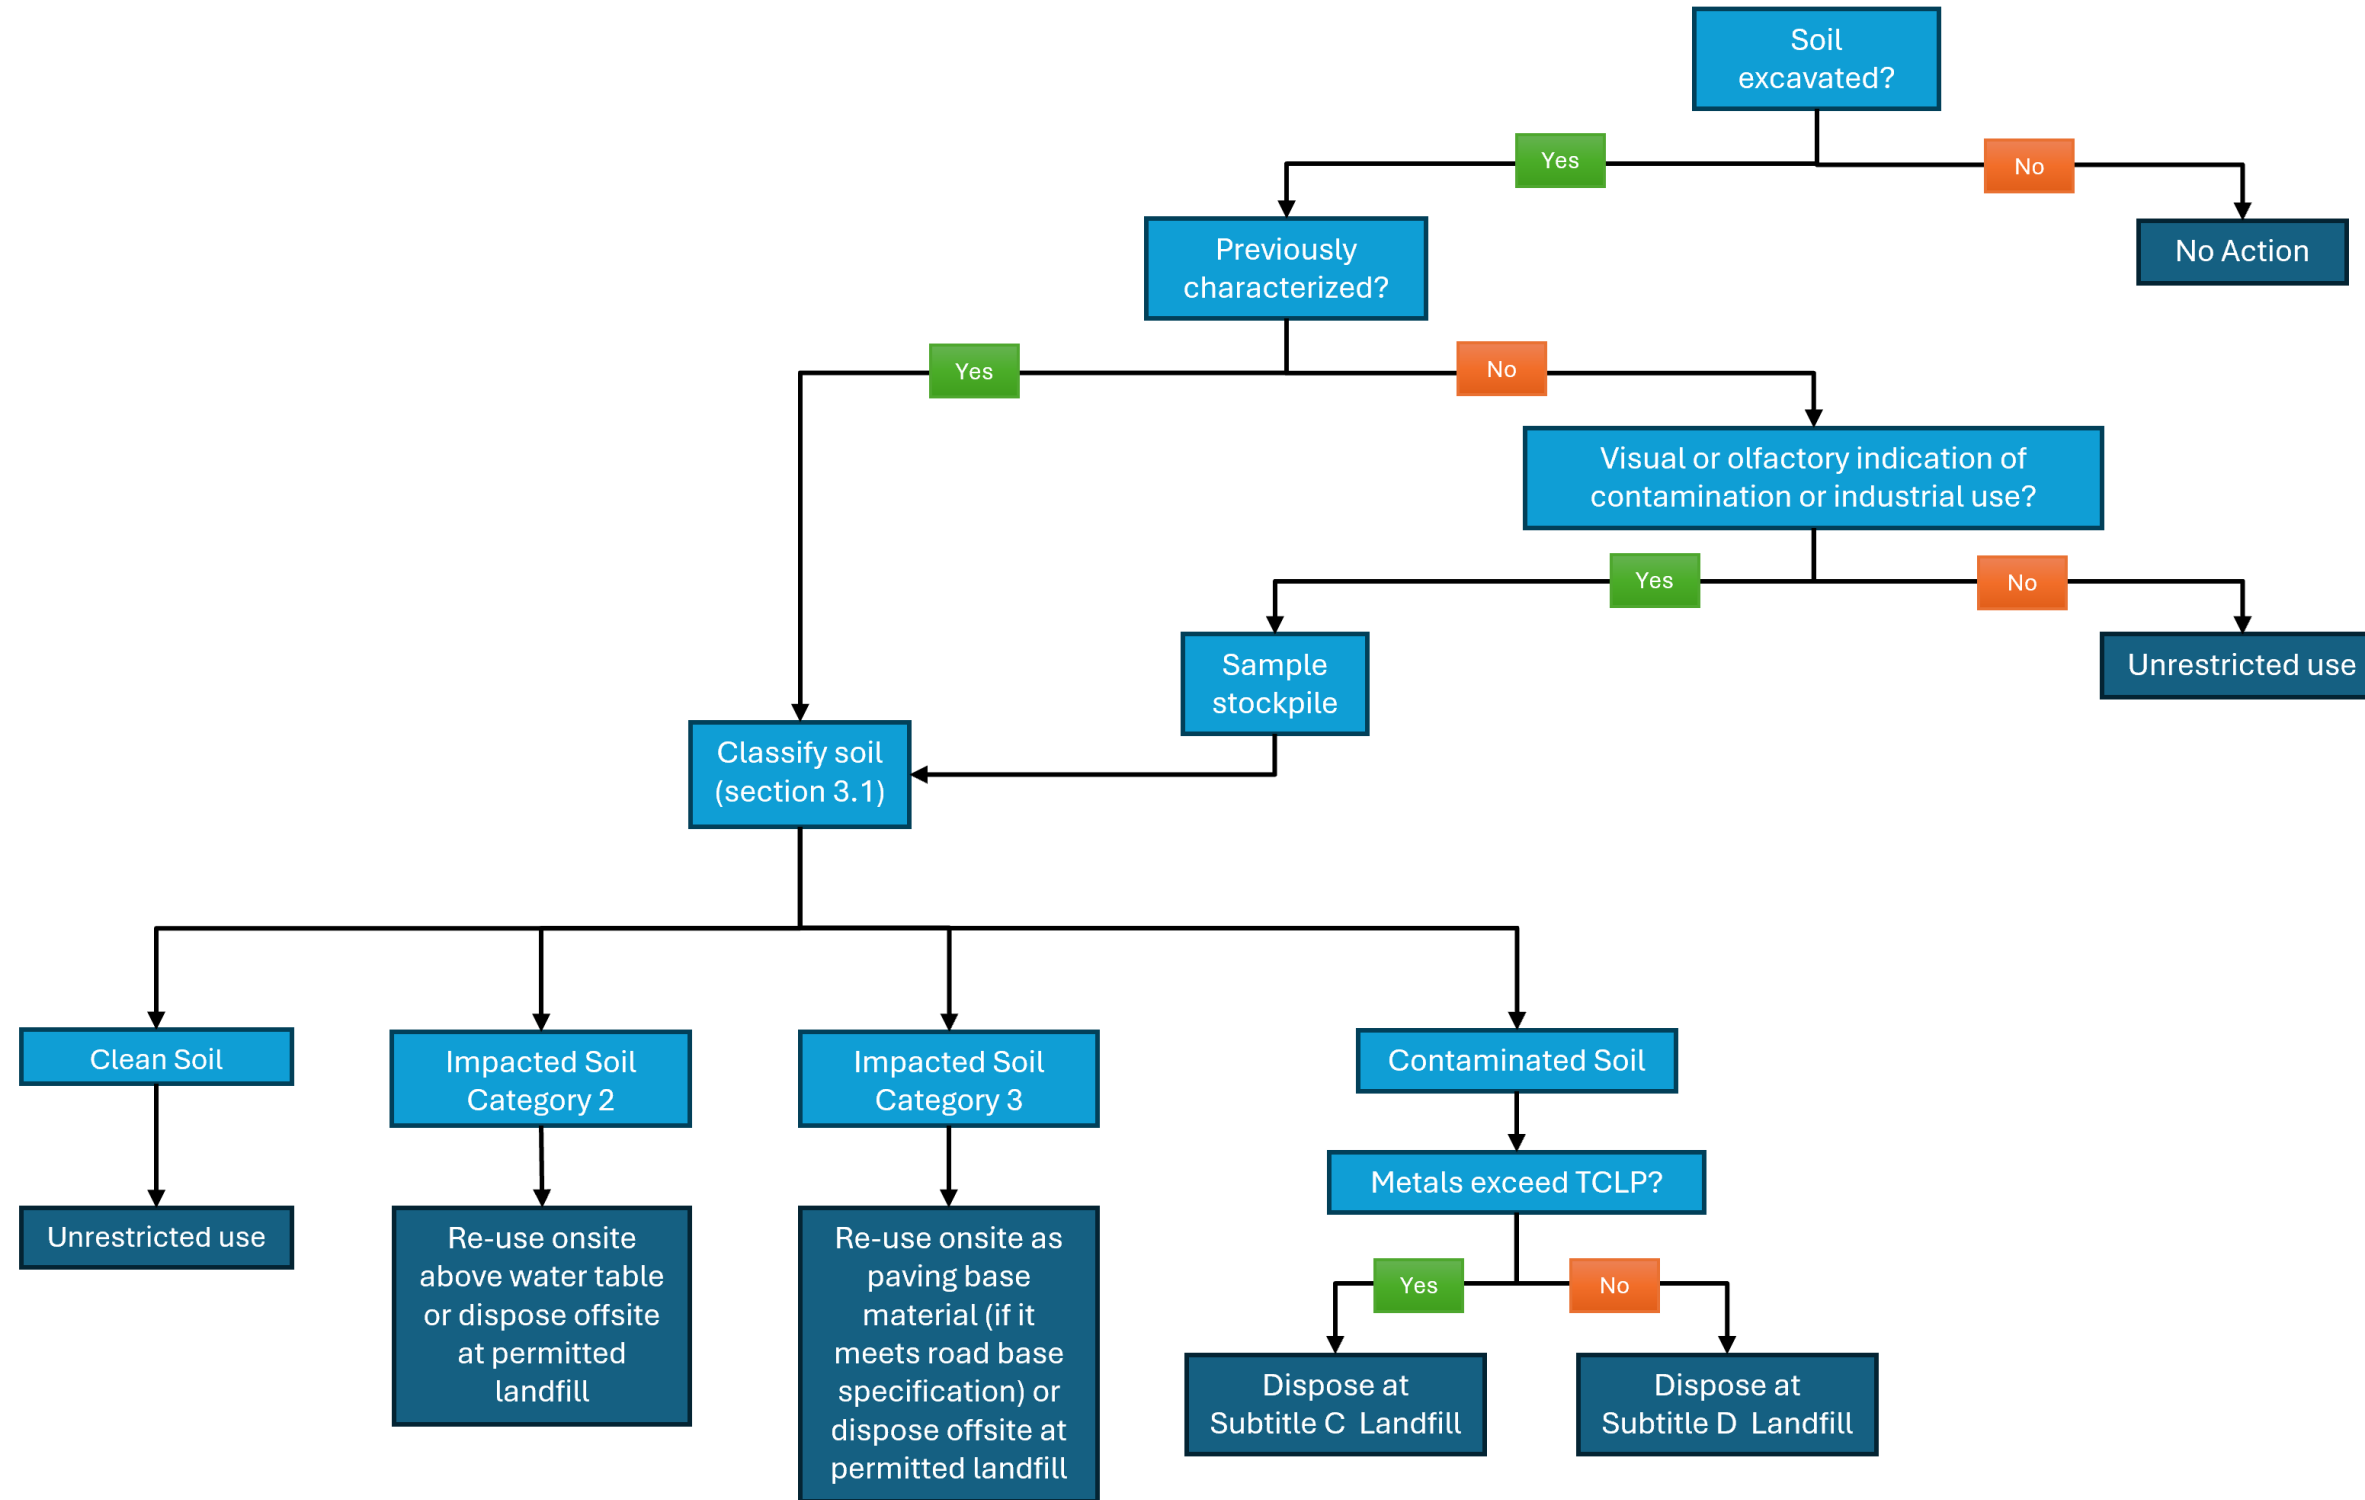 Soil
excavated?
Yes
No
Previously
characterized?
No Action
Yes
No
Visual or olfactory indication of
contamination or industrial use?
Yes
No
Sample
stockpile
Unrestricted use
Classify soil
(section 3.1)
Clean Soil
Impacted Soil
Category 2
Impacted Soil
Category 3
Contaminated Soil
Metals exceed TCLP?
Unrestricted use
Re-use onsite
above water table
or dispose offsite
at permitted
landfill
Re-use onsite as
paving base
material (if it
meets road base
specification) or
dispose offsite at
permitted landfill
Yes
No
Dispose at
Subtitle C Landfill
Dispose at
Subtitle D Landfill